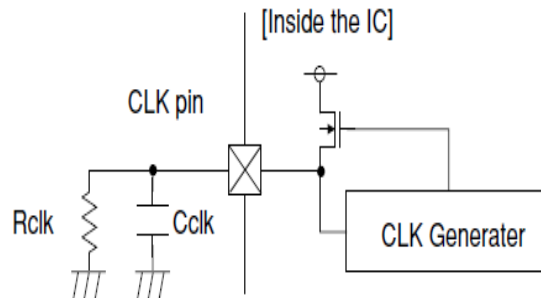 [Inside the IC]
CLK pin
Rclk
Cclk
CLK Generater